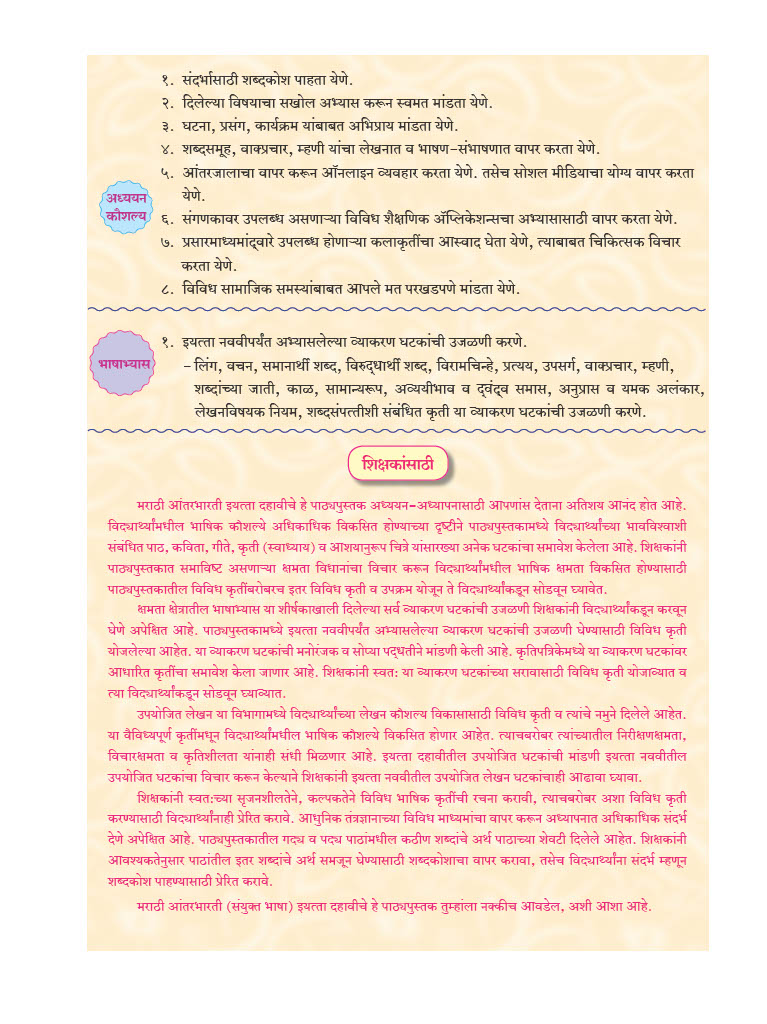 १. संदर्भासाठी शब्दकोश पाहता येणे.
२. दिलेल्या विषयाचा सखोल अभ्यास करून स्वमत मांडता येणे.
३. घटना, प्रसंग, कार्यक्रम यांबाबत अभिप्राय मांडता येणे.
४. शब्दसमूह, वाक्प्रचार, म्हणी यांचा लेखनात व भाषण-संभाषणात वापर करता येणे.
५. आंतरजालाचा वापर करून ऑनलाइन व्यवहार करता येणे. तसेच सोशल मीडियाचा योग्य वापर करता
येणे.
अध्ययन
कौशल्य
६. संगणकावर उपलब्ध असणाऱ्या विविध शैक्षणिक ॲप्लिकेशन्सचा अभ्यासासाठी वापर करता येणे.
७. प्रसारमाध्यमांद्‌वारे उपलब्ध होणाऱ्या कलाकृतींचा आस्वाद घेता येणे, त्याबाबत चिकित्सक विचार
करता येणे.
८. विविध सामाजिक समस्यांबाबत आपले मत परखडपणे मांडता येणे.
भाषाभ्यास
१. इयत्ता नववीपर्यंत अभ्यासलेल्या व्याकरण घटकांची उजळणी करणे.
- लिंग, वचन, समानार्थी शब्द, विरुद्‌धार्थी शब्द, विरामचिन्हे, प्रत्यय, उपसर्ग, वाक्प्रचार, म्हणी,
शब्दांच्या जाती, काळ, सामान्यरूप, अव्ययीभाव व द्‌वंद्‌व समास, अनुप्रास व यमक अलंकार,
लेखनविषयक नियम, शब्दसंपत्तीशी संबंधित कृती या व्याकरण घटकांची उजळणी करणे.
शिक्षकांसाठी
मराठी आंतरभारती इयत्ता दहावीचे हे पाठ्यपुस्तक अध्ययन-अध्यापनासाठी आपणांस देताना अतिशय आनंद होत आहे.
विद्यार्थ्यांमधील भाषिक कौशल्ये अधिकाधिक विकसित होण्याच्या दृष्टीने पाठ्यपुस्तकामध्ये विद्यार्थ्यांच्या भावविश्वाशी
संबंधित पाठ, कविता, गीते, कृती (स्वाध्याय) व आशयानुरूप चित्रे यांसारख्या अनेक घटकांचा समावेश केलेला आहे. शिक्षकांनी
पाठ्यपुस्तकात समाविष्ट असणाऱ्या क्षमता विधानांचा विचार करून विद्यार्थ्यांमधील भाषिक क्षमता विकसित होण्यासाठी
पाठ्यपुस्तकातील विविध कृतींबरोबरच इतर विविध कृती व उपक्रम योजून ते विद्यार्थ्यांकडून सोडवून घ्यावेत.
क्षमता क्षेत्रातील भाषाभ्यास या शीर्षकाखाली दिलेल्या सर्व व्याकरण घटकांची उजळणी शिक्षकांनी विद्यार्थ्यांकडून करवून
घेणे अपेक्षित आहे. पाठ्यपुस्तकामध्ये इयत्ता नववीपर्यंत अभ्यासलेल्या व्याकरण घटकांची उजळणी घेण्यासाठी विविध कृती
योजलेल्या आहेत. या व्याकरण घटकांची मनोरंजक व सोप्या पद्‌धतीने मांडणी केली आहे. कृतिपत्रिकेमध्ये या व्याकरण घटकांवर
आधारित कृतींचा समावेश केला जाणार आहे. शिक्षकांनी स्वतः या व्याकरण घटकांच्या सरावासाठी विविध कृती योजाव्यात व
त्या विद्यार्थ्यांकडून सोडवून घ्याव्यात.
उपयोजित लेखन या विभागामध्ये विद्यार्थ्यांच्या लेखन कौशल्य विकासासाठी विविध कृती व त्यांचे नमुने दिलेले आहेत.
या वैविध्यपूर्ण कृतींमधून विद्यार्थ्यांमधील भाषिक कौशल्ये विकसित होणार आहेत. त्याचबरोबर त्यांच्यातील निरीक्षणक्षमता,
विचारक्षमता व कृतिशीलता यांनाही संधी मिळणार आहे. इयत्ता दहावीतील उपयोजित घटकांची मांडणी इयत्ता नववीतील
उपयोजित घटकांचा विचार करून केल्याने शिक्षकांनी इयत्ता नववीतील उपयोजित लेखन घटकांचाही आढावा घ्यावा.
शिक्षकांनी स्वतःच्या सृजनशीलतेने, कल्पकतेने विविध भाषिक कृतींची रचना करावी, त्याचबरोबर अशा विविध कृती
करण्यासाठी विद्यार्थ्यांनाही प्रेरित करावे. आधुनिक तंत्रज्ञानाच्या विविध माध्यमांचा वापर करून अध्यापनात अधिकाधिक संदर्भ
देणे अपेक्षित आहे. पाठ्यपुस्तकातील गद्य व पद्य पाठांमधील कठीण शब्दांचे अर्थ पाठाच्या शेवटी दिलेले आहेत. शिक्षकांनी
आवश्यकतेनुसार पाठांतील इतर शब्दांचे अर्थ समजून घेण्यासाठी शब्दकोशाचा वापर करावा, तसेच विद्यार्थ्यांना संदर्भ म्हणून
शब्दकोश पाहण्यासाठी प्रेरित करावे.
मराठी आंतरभारती (संयुक्त भाषा) इयत्ता दहावीचे हे पाठ्यपुस्तक तुम्हांला नक्कीच आवडेल, अशी आशा आहे.